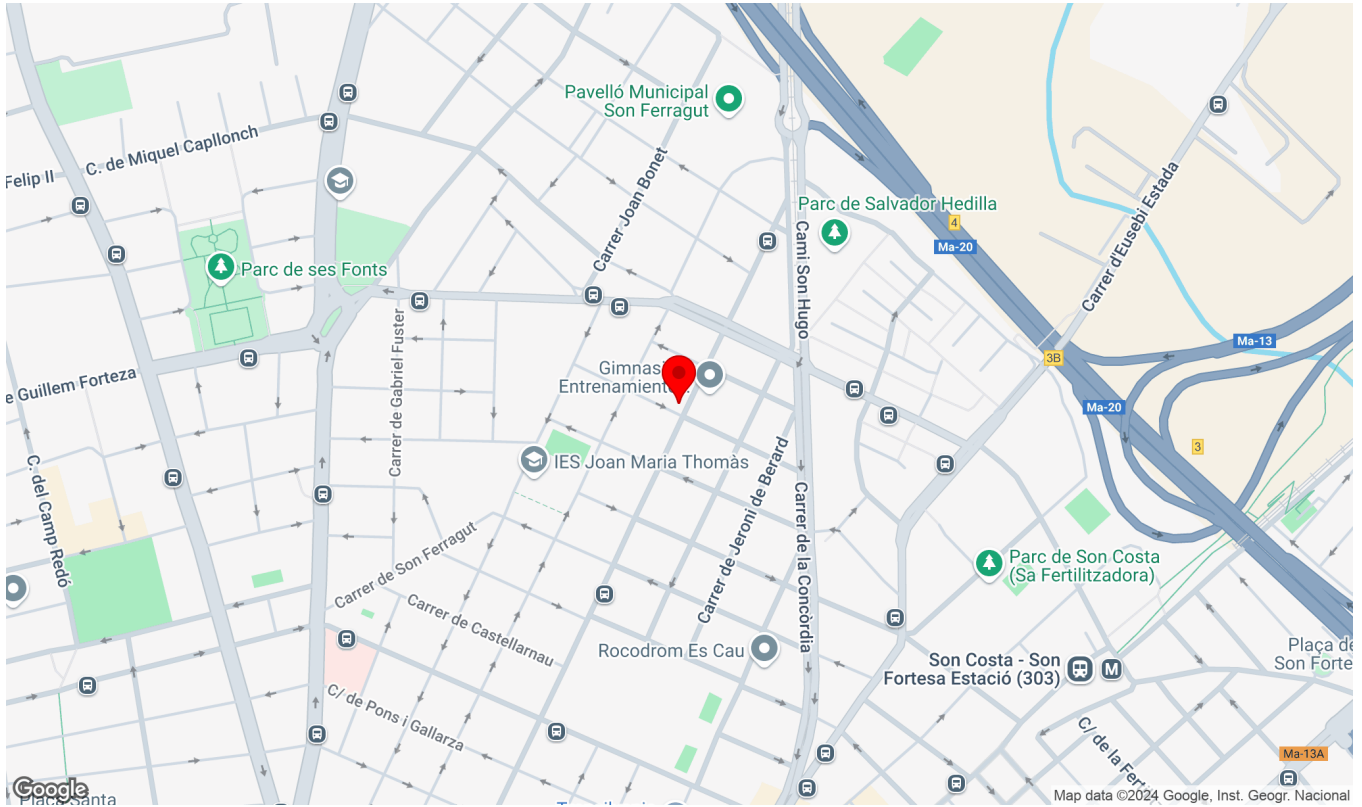 Pavelló Municipal
Son Ferragut
C. de Miquel Capllonch
Felip II
Carrer Joan Bonet
Parc de Salvador Hedilla
4
Ma-20
Carrer d'Eusebi Estada
Camí Son Hugo
Parc de ses Fonts
Carrer de Gabriel Fuster
Ma-13
3B
e Guillem Forteza
Gimnasi
Entrenamient
Ma-20
3
C. del Camp Redó
IES Joan Maria Thomàs
Carrer de Jeroni de Berard
Carrer de la Concòrdia
Carrer de Son Ferragut
Parc de Son Costa
(Sa Fertilitzadora)
Carrer de Castellarnau
Rocodrom Es Cau
Plaça de
Son Forte
Son Costa - Son
Fortesa Estació (303)
M
C/ de Pons i Gallarza
C/ de la Fert
Ma-13A
Google
Plaça Santa
Map data ©2024 Google, Inst. Geogr. Nacional